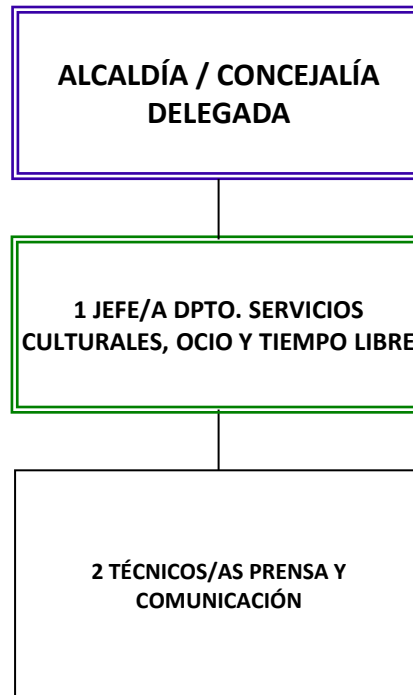 ALCALDÍA / CONCEJALÍA
DELEGADA
1 JEFE/A DPTO. SERVICIOS
CULTURALES, OCIO Y TIEMPO LIBRE
2 TÉCNICOS/AS PRENSA Y
COMUNICACIÓN